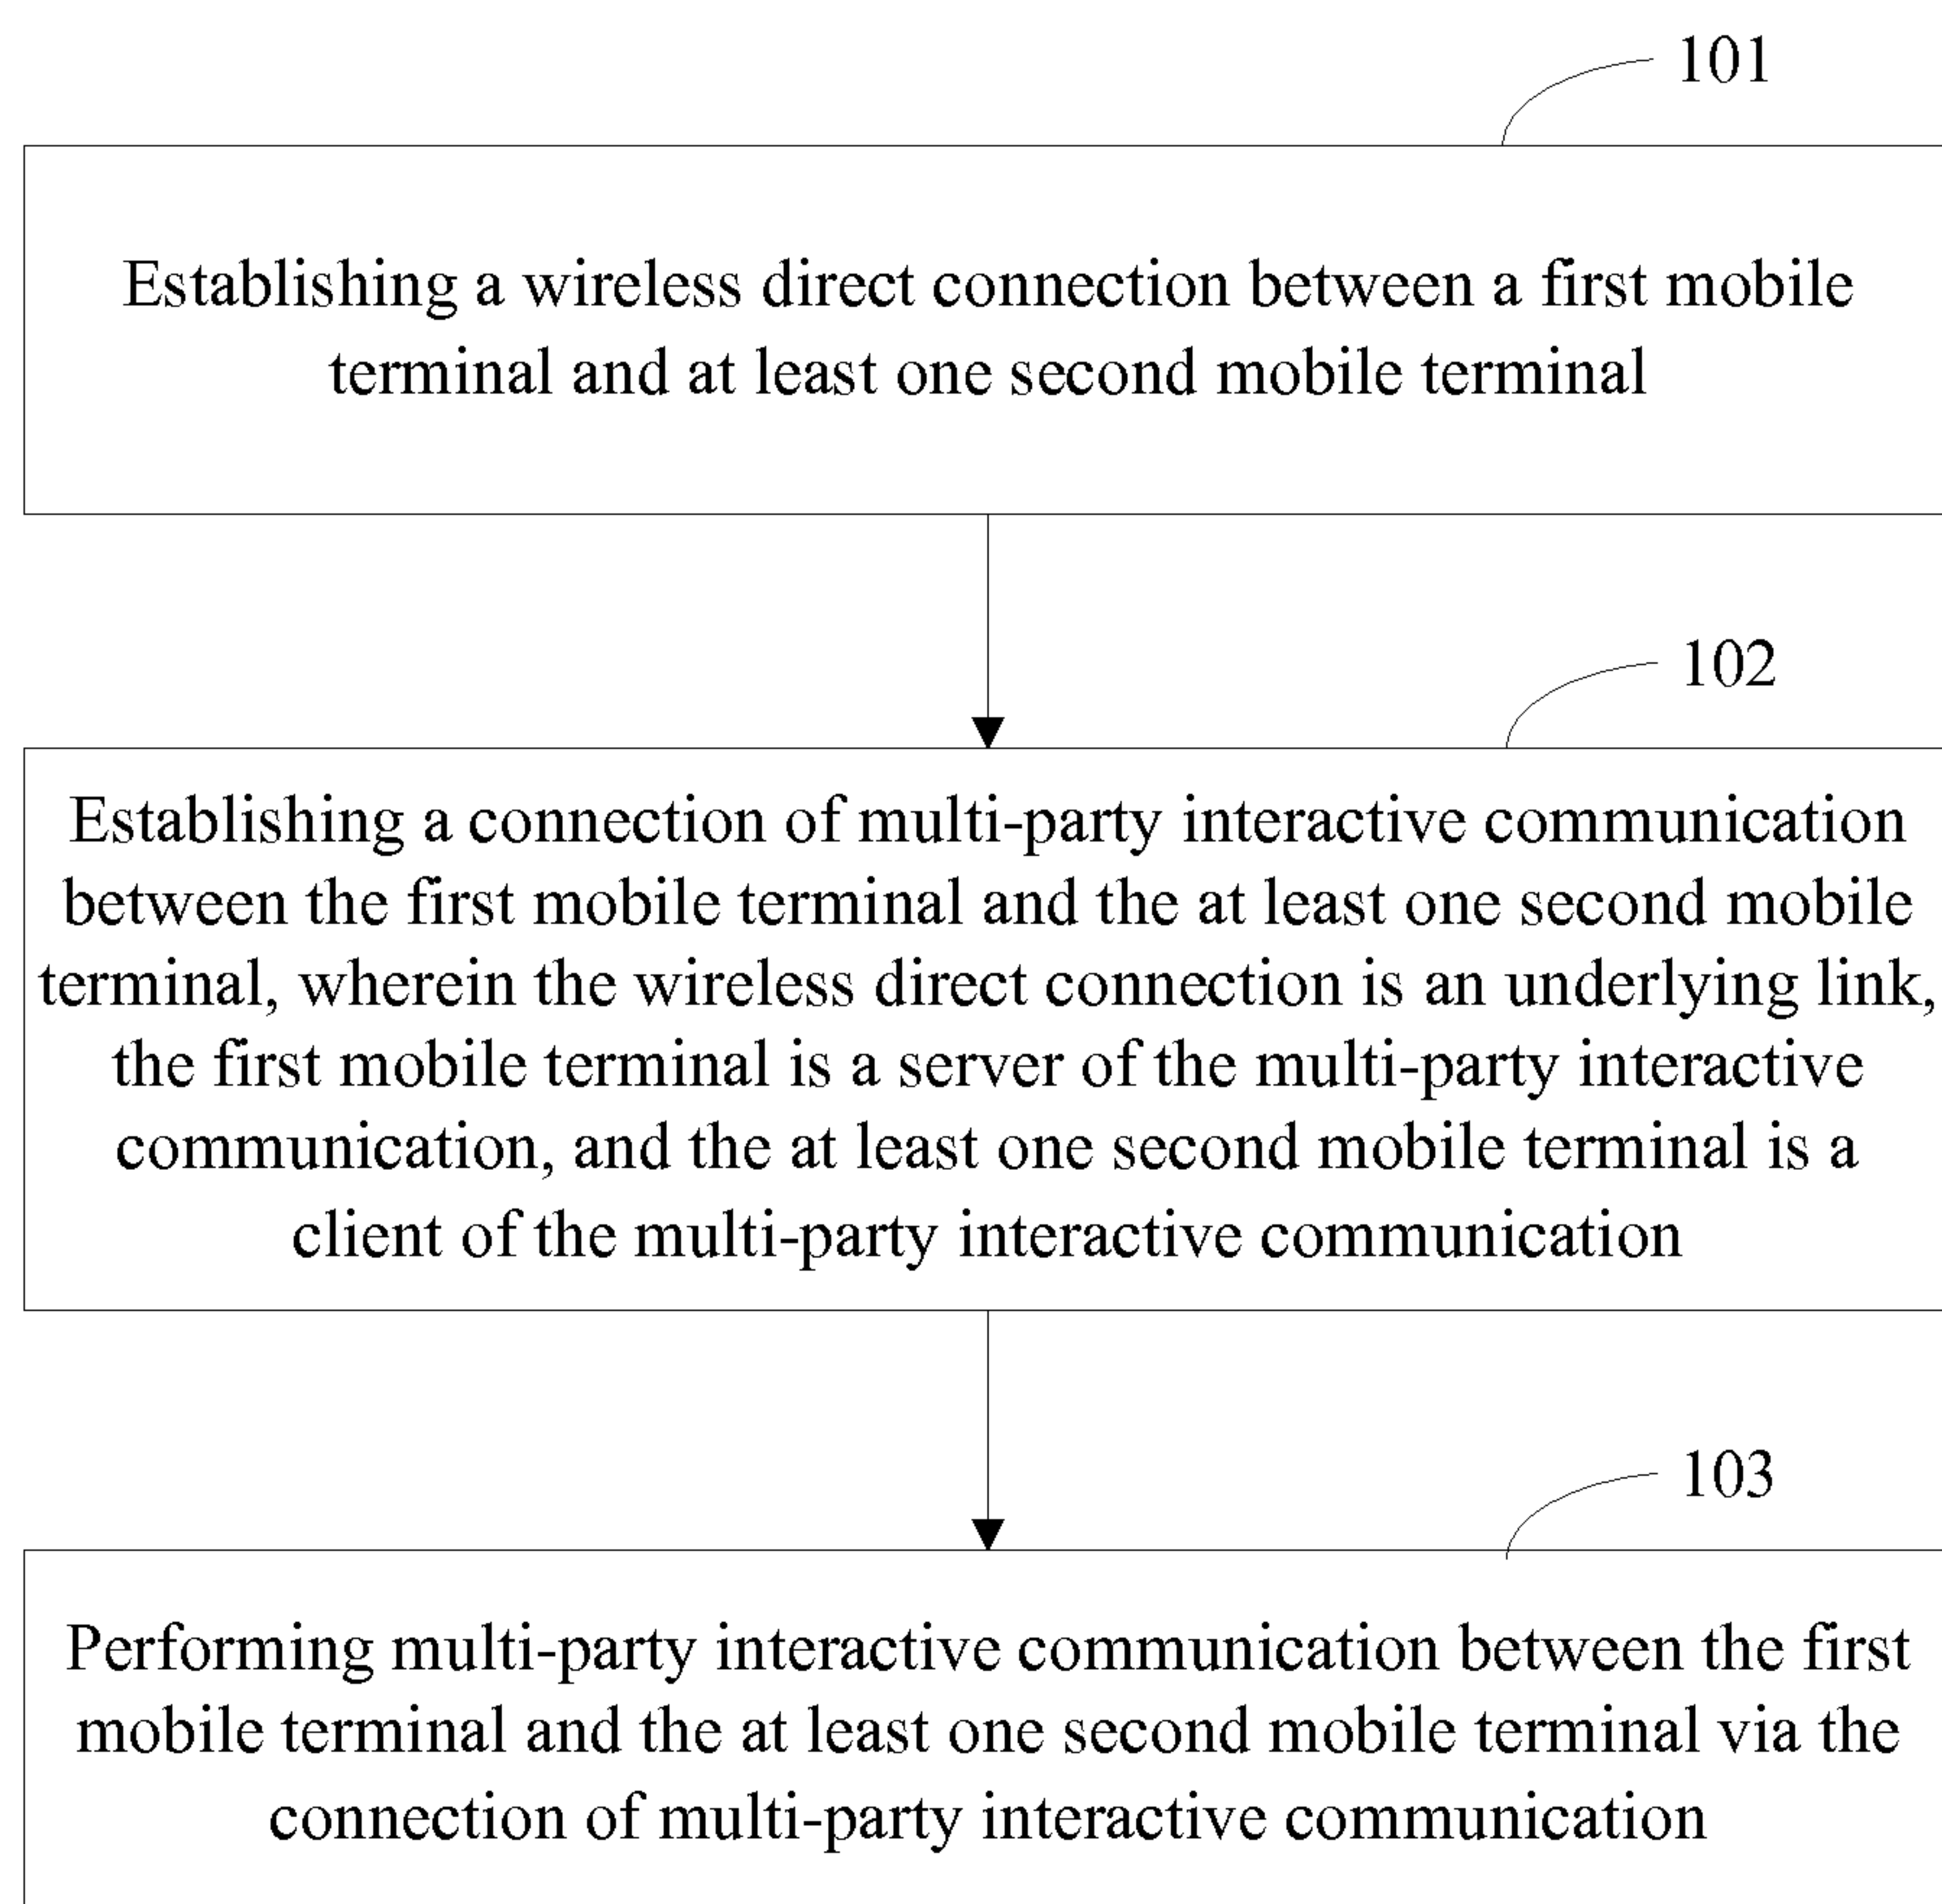 101
Establishing a wireless direct connection between a first mobile
terminal and at least one second mobile terminal
102
Establishing a connection of multi-party interactive communication
between the first mobile terminal and the at least one second mobile
terminal, wherein the wireless direct connection is an underlying link,
the first mobile terminal is a server of the multi-party interactive
communication, and the at least one second mobile terminal is a
client of the multi-party interactive communication
103
Performing multi-party interactive communication between the first
mobile terminal and the at least one second mobile terminal via the
connection of multi-party interactive communication